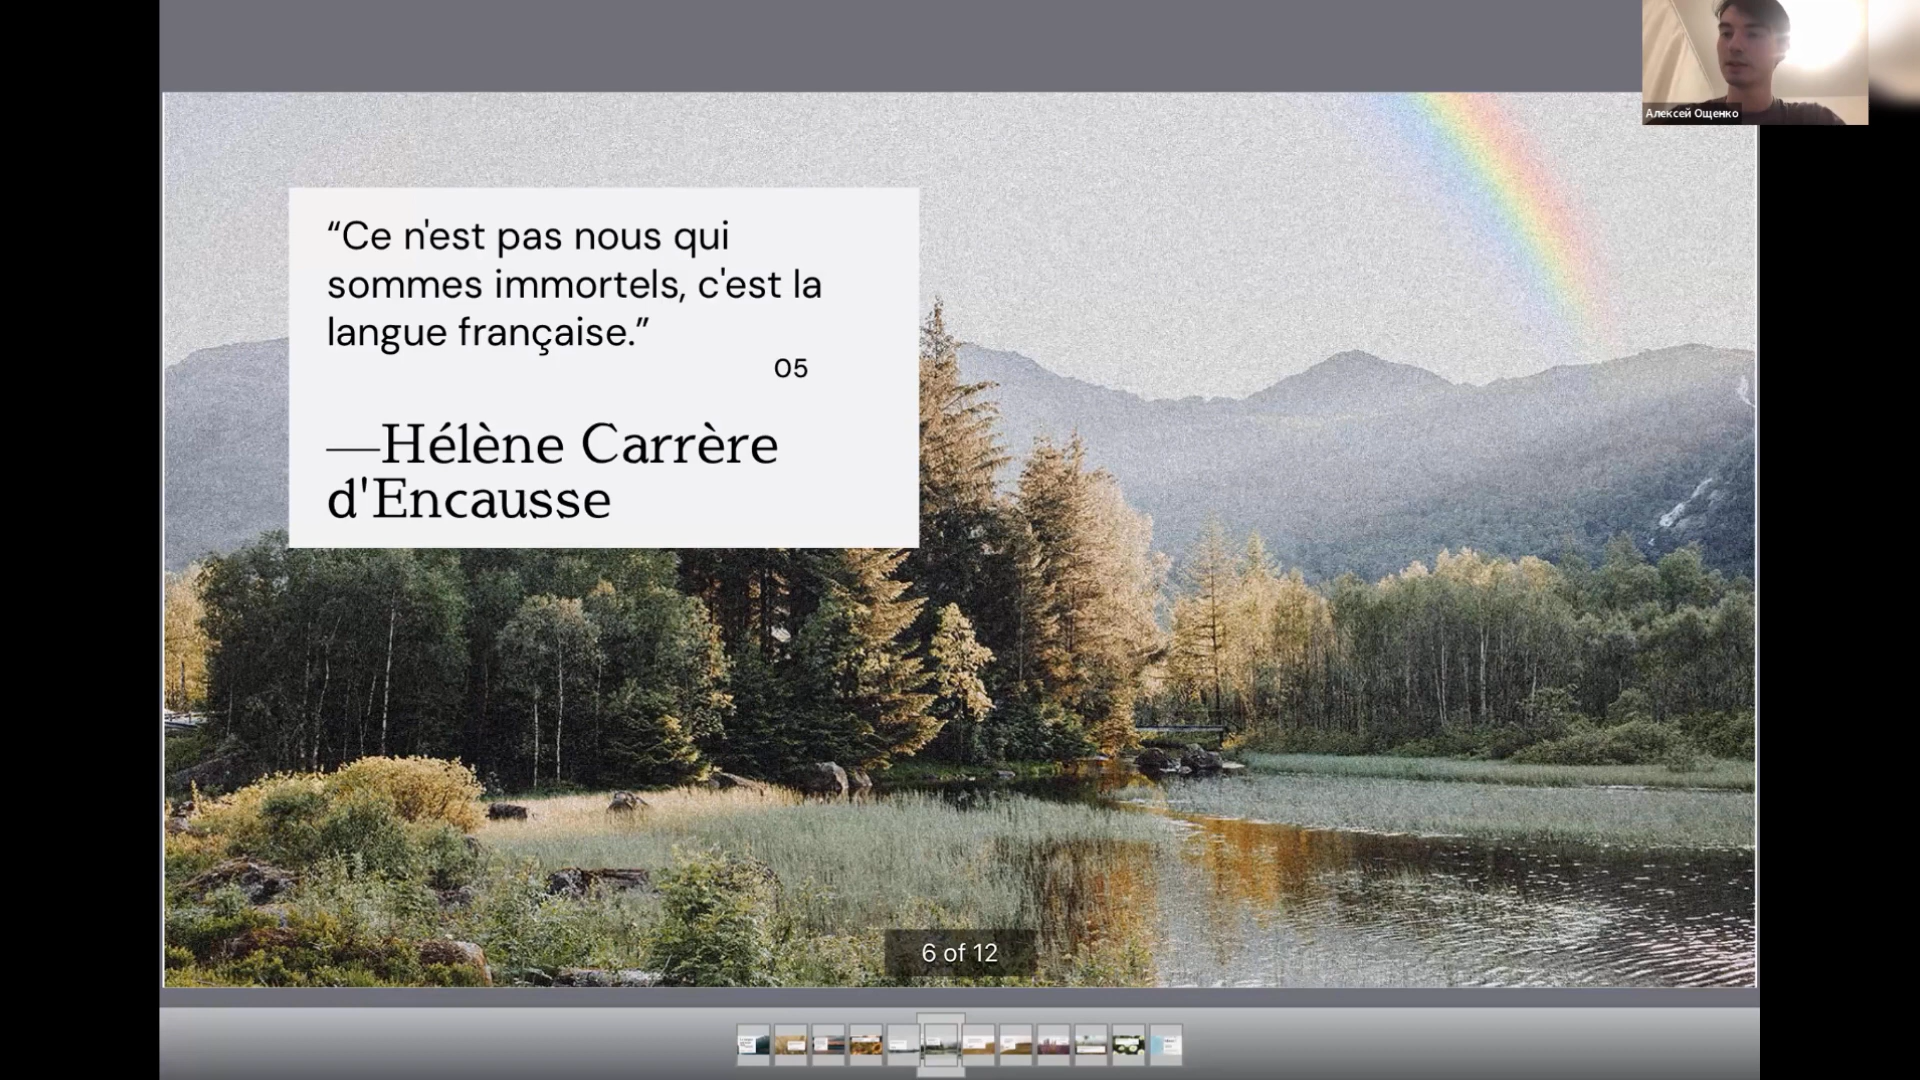 Алексей Ощенко
“Ce n'est pas nous qui
sommes immortels, c'est la
langue française.”
05
—Hélène Carrère
d'Encausse
6 of 12